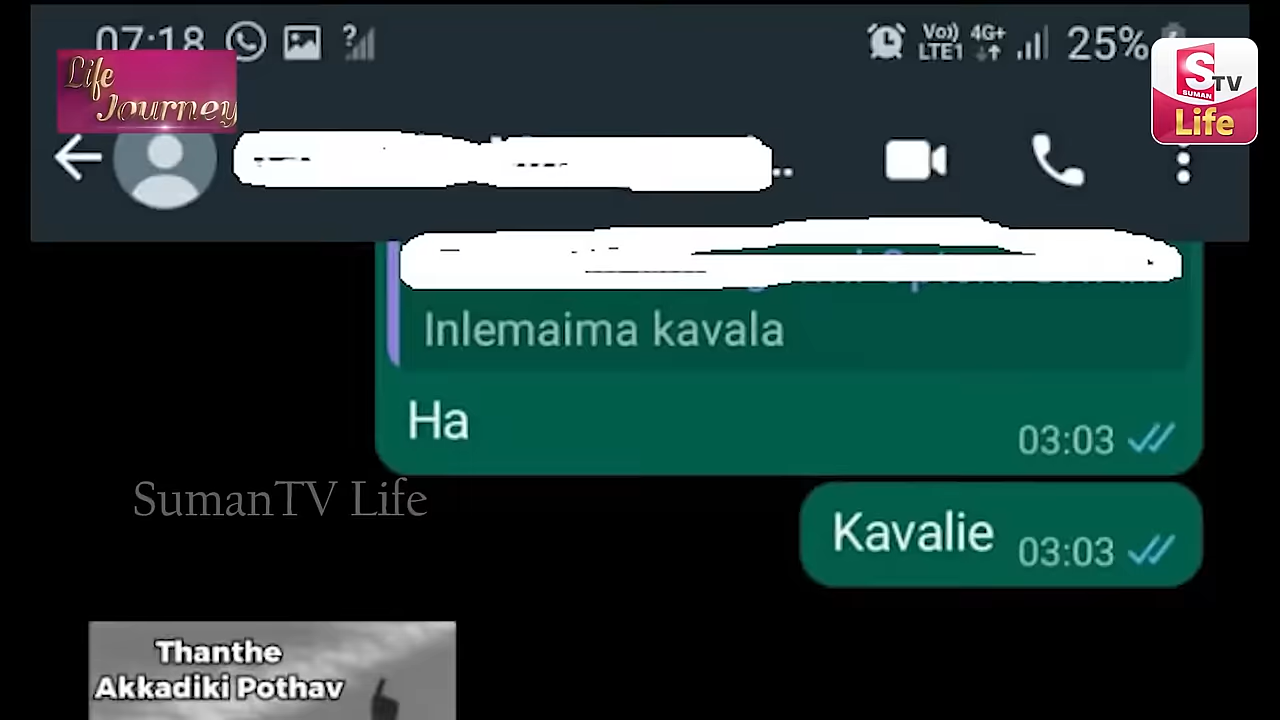 07:18
Vo))
LTE1
4G+
25%
Life
Journey
S
TV
SUMAN
Life
Inlemaima kavala
Ha
03:03
Kavalie
03:03
SumanTV Life
Thanthe
Akkadiki Pothav